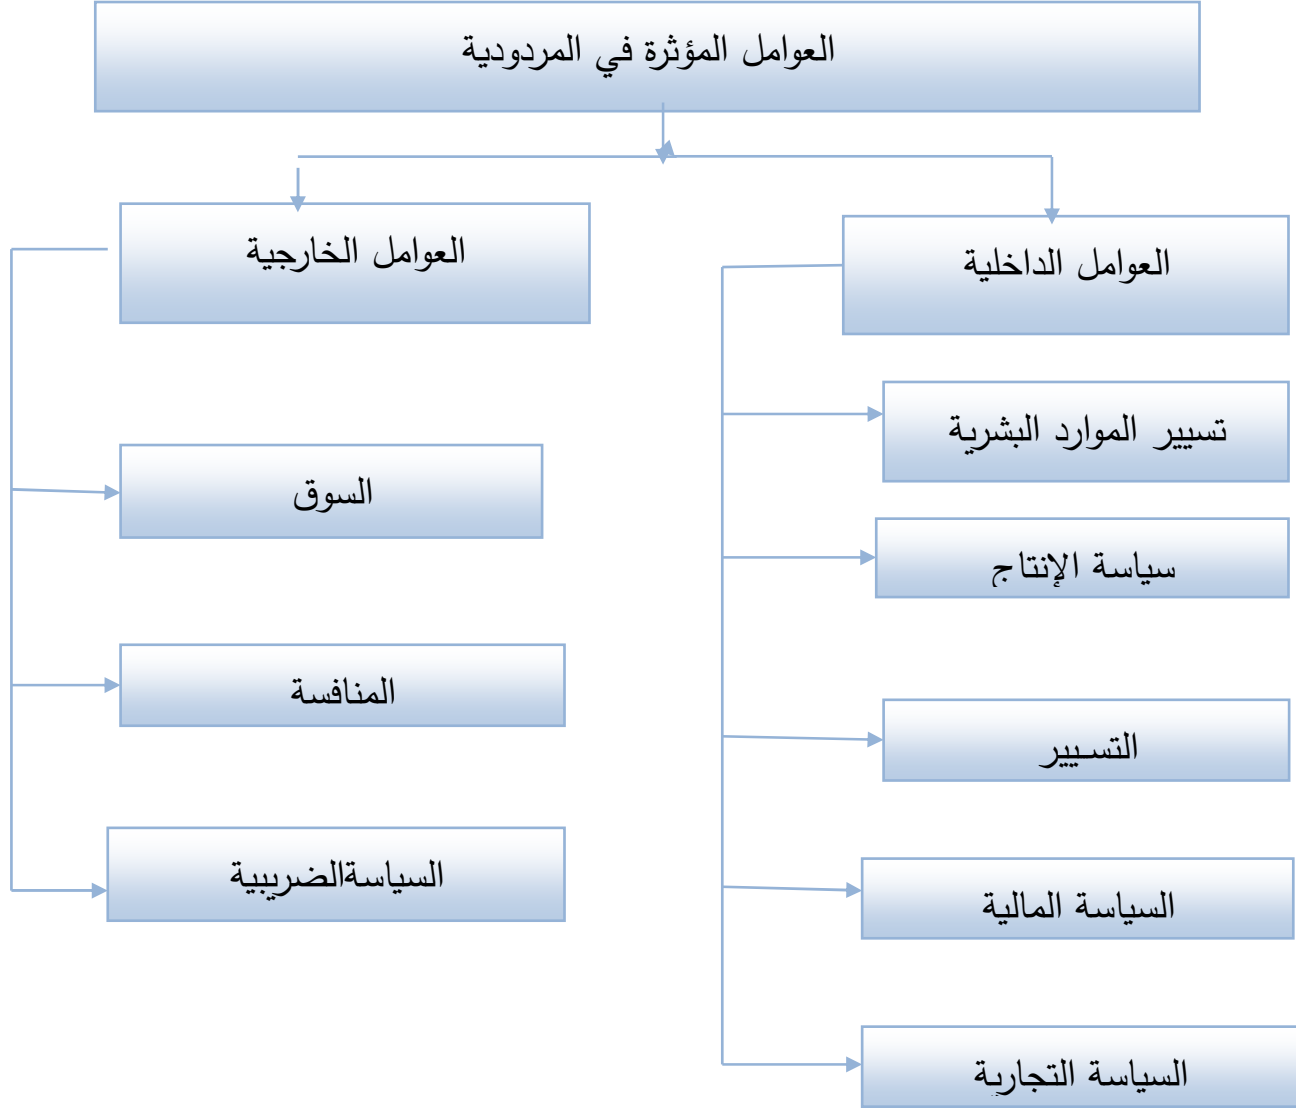 العوامل المؤثرة في المردودية
العوامل الداخلية
تسيير الموارد البشرية
سياسة الإنتاج
التسيير
السياسة المالية
السياسة التجارية
العوامل الخارجية
السوق
المنافسة
السياسةالضريبية